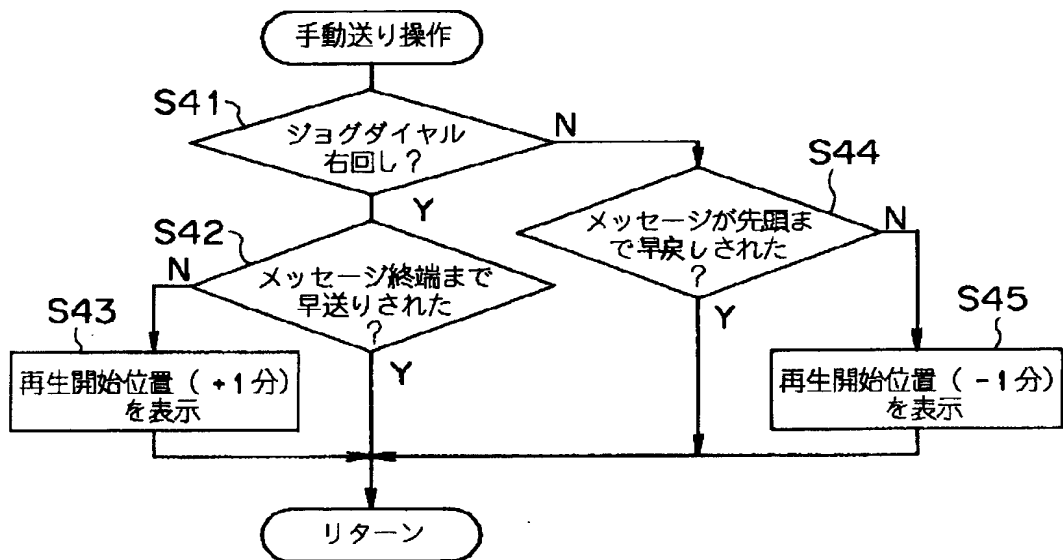 手動送り操作
S41
ジョグダイヤル
右回し?
N
Y
S44
メッセージが先頭ま
で早戻しされた
?
N
Y
S42
メッセージ終端まで
早送りされた
?
N
Y
S43
再生開始位置(+1分)
を表示
S45
再生開始位置(-1分)
を表示
リターン